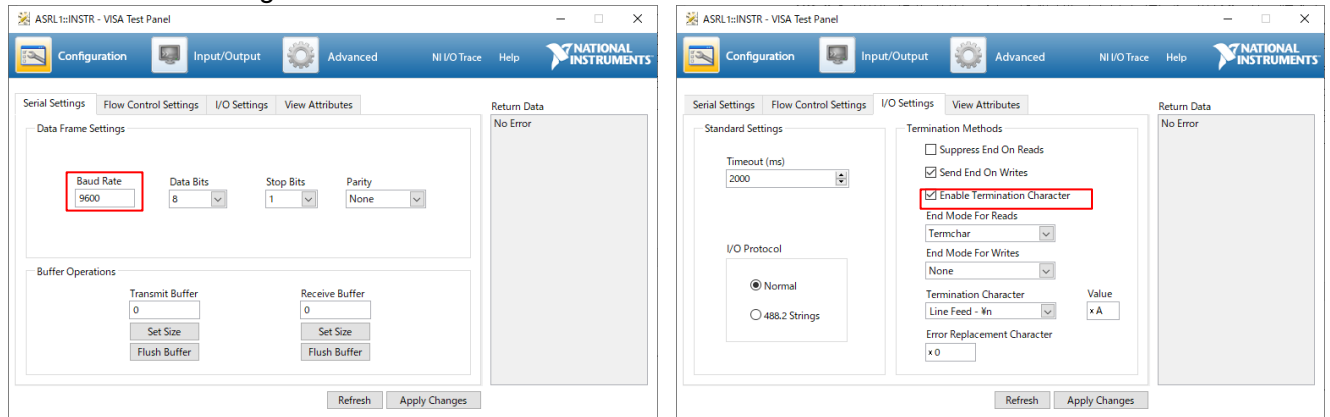 ASRL1::INSTR - VISA Test Panel
Configuration Input/Output Advanced NI I/O Trace Help NATIONAL INSTRUMENTS
Serial Settings Flow Control Settings I/O Settings View Attributes
Return Data
No Error
Data Frame Settings
Baud Rate Data Bits Stop Bits Parity
9600 8 1 None
Buffer Operations
Transmit Buffer Receive Buffer
0 0
Set Size Set Size
Flush Buffer Flush Buffer
Refresh Apply Changes
ASRL1::INSTR - VISA Test Panel
Configuration Input/Output Advanced NI I/O Trace Help NATIONAL INSTRUMENTS
Serial Settings Flow Control Settings I/O Settings View Attributes
Return Data
No Error
Standard Settings
Timeout (ms)
2000
I/O Protocol
Normal
488.2 Strings
Termination Methods
Suppress End On Reads
Send End On Writes
Enable Termination Character
End Mode For Reads
Termchar
End Mode For Writes
None
Termination Character Value
Line Feed - ¥n x A
Error Replacement Character
x 0
Refresh Apply Changes